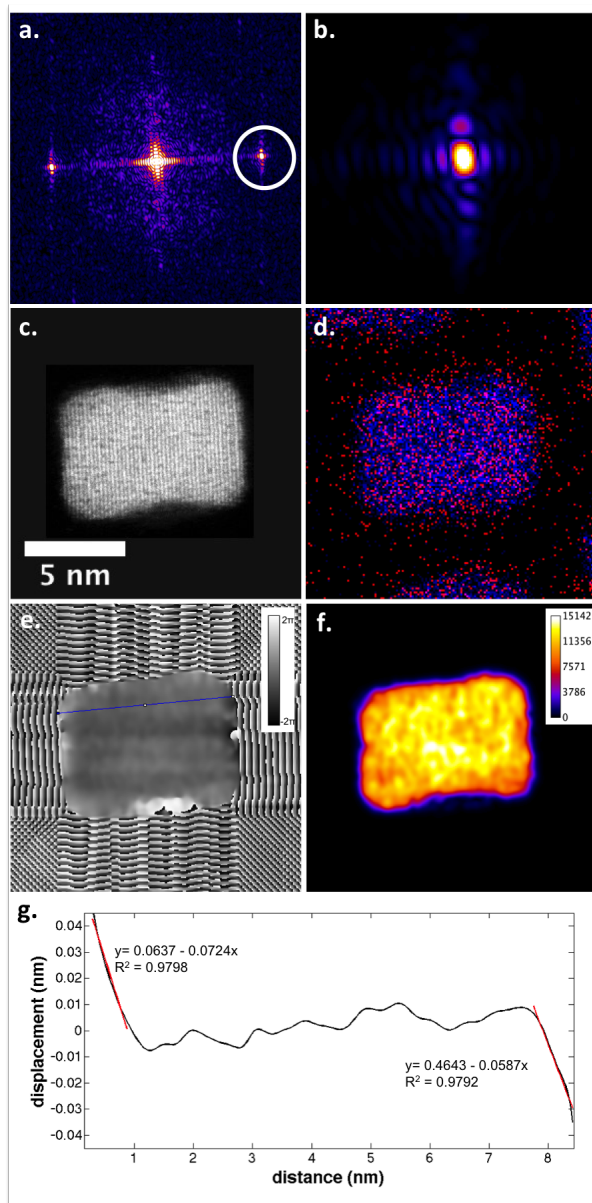 a.
b.
c.
d.
5 nm
e.
2π
-2π
f.
15142
11356
7571
3786
0
g.
0.04
0.03
0.02
0.01
0
-0.01
-0.02
-0.03
-0.04
displacement (nm)
y= 0.0637 - 0.0724x
R² = 0.9798
y= 0.4643 - 0.0587x
R² = 0.9792
1 2 3 4 5 6 7 8
distance (nm)